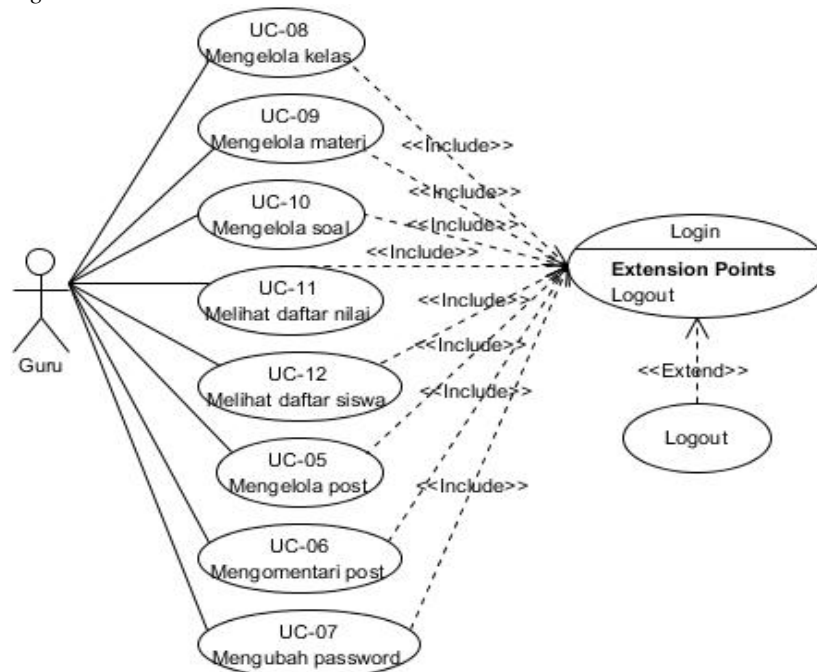 UC-08
Mengelola kelas
UC-09
Mengelola materi
UC-10
Mengelola soal
UC-11
Melihat daftar nilai
UC-12
Melihat daftar siswa
UC-05
Mengelola post
UC-06
Mengomentari post
UC-07
Mengubah password
Guru
<<Include>>
<<Include>>
<<Include>>
<<Include>>
<<Include>>
<<Include>>
<<Include>>
<<Include>>
Login
Extension Points
Logout
<<Extend>>
Logout